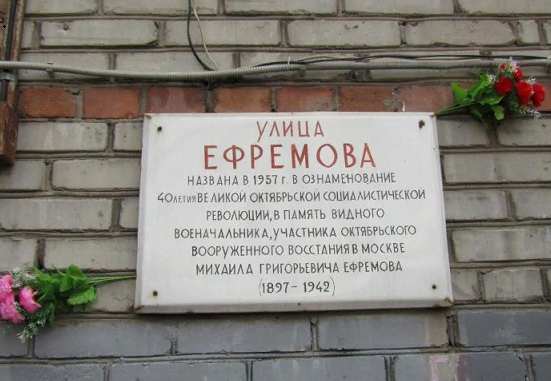 УЛИЦА
ЕФРЕМОВА
НАЗВАНА В 1957 г. В ОЗНАМЕНОВАНИЕ
40ЛЕТИЯ ВЕЛИКОЙ ОКТЯБРЬСКОЙ СОЦИАЛИСТИЧЕСКОЙ
РЕВОЛЮЦИИ, В ПАМЯТЬ ВИДНОГО
ВОЕНАЧАЛЬНИКА, УЧАСТНИКА ОКТЯБРЬСКОГО
ВООРУЖЕННОГО ВОССТАНИЯ В МОСКВЕ
МИХАИЛА ГРИГОРЬЕВИЧА ЕФРЕМОВА
(1897 - 1942)